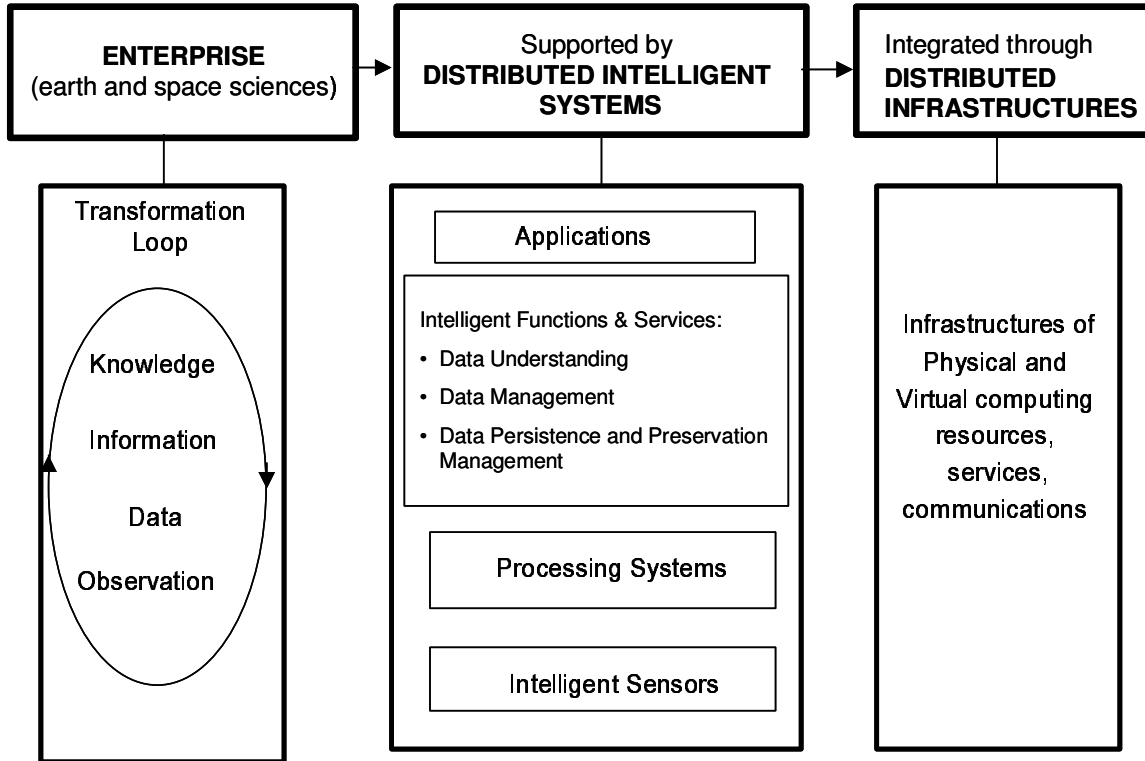 ENTERPRISE
(earth and space sciences)
Supported by
DISTRIBUTED INTELLIGENT
SYSTEMS
Integrated through
DISTRIBUTED
INFRASTRUCTURES
Transformation
Loop
Knowledge
Information
Data
Observation
Applications
Intelligent Functions & Services:
• Data Understanding
• Data Management
• Data Persistence and Preservation
Management
Processing Systems
Intelligent Sensors
Infrastructures of
Physical and
Virtual computing
resources,
services,
communications